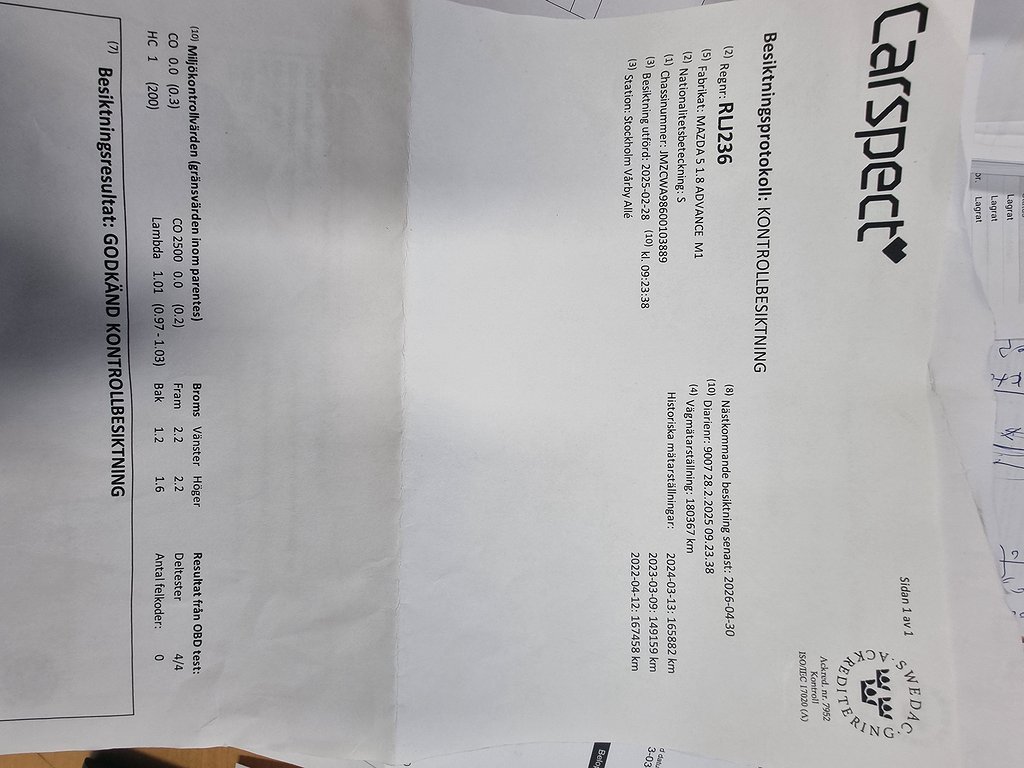 carspect
Sidan 1 av 1
SWEDAC ACKREDITERING
Ackred. nr. 7952
Kontroll
ISO/IEC 17020 (A)
Besiktningsprotokoll: KONTROLLBESIKTNING
(2) Regnr: RLJ236
(5) Fabrikat: MAZDA 5 1.8 ADVANCE M1
(2) Nationalitetsbeteckning: S
(1) Chassinummer: JMZCWA98600103889
(3) Besiktning utförd: 2025-02-28 (10) kl. 09:23:38
(3) Station: Stockholm Vårby Allé
(8) Nästkommande besiktning senast: 2026-04-30
(10) Diarienr: 9007 28.2.2025 09.23.38
(4) Vägmätarställning: 180367 km
Historiska mätarställningar:
2024-03-13: 165882 km
2023-03-09: 149159 km
2022-04-12: 167458 km
(10) Miljökontrollvärden (gränsvärden inom parentes)
CO 0.0 (0.3) CO 2500 0.0 (0.2)
HC 1 (200) Lambda 1.01 (0.97 - 1.03)
Broms Vänster Höger
Fram 2.2 2.2
Bak 1.2 1.6
Resultat från OBD test:
Deltester 4/4
Antal felkoder: 0
(7) Besiktningsresultat: GODKÄND KONTROLLBESIKTNING
Lagrat
Lagrat
Lagrat